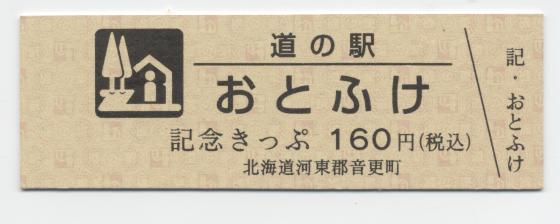 道の駅
おとふけ
記念きっぷ 160円(税込)
北海道河東郡音更町
記・おとふけ